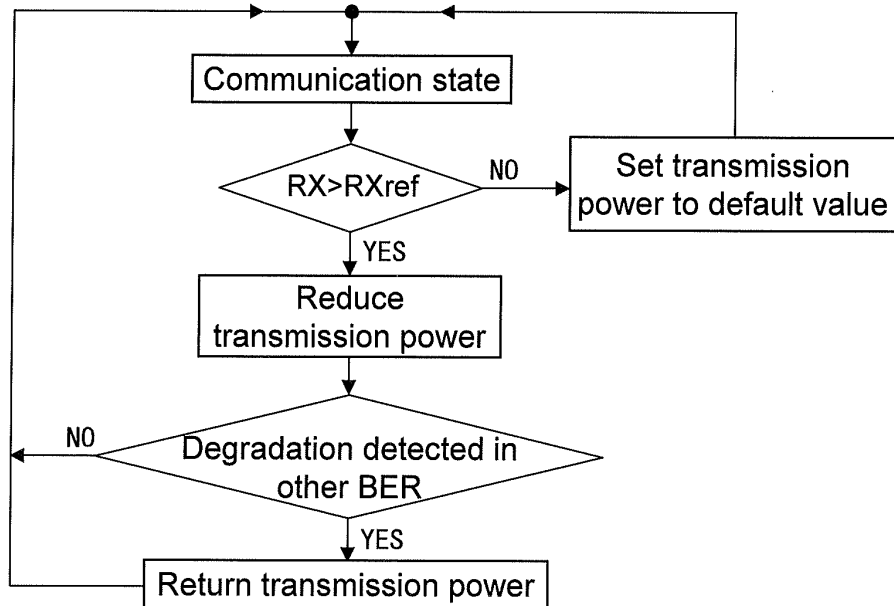 Communication state
RX>RXref
NO
Set transmission
power to default value
YES
Reduce
transmission power
NO
Degradation detected in
other BER
YES
Return transmission power